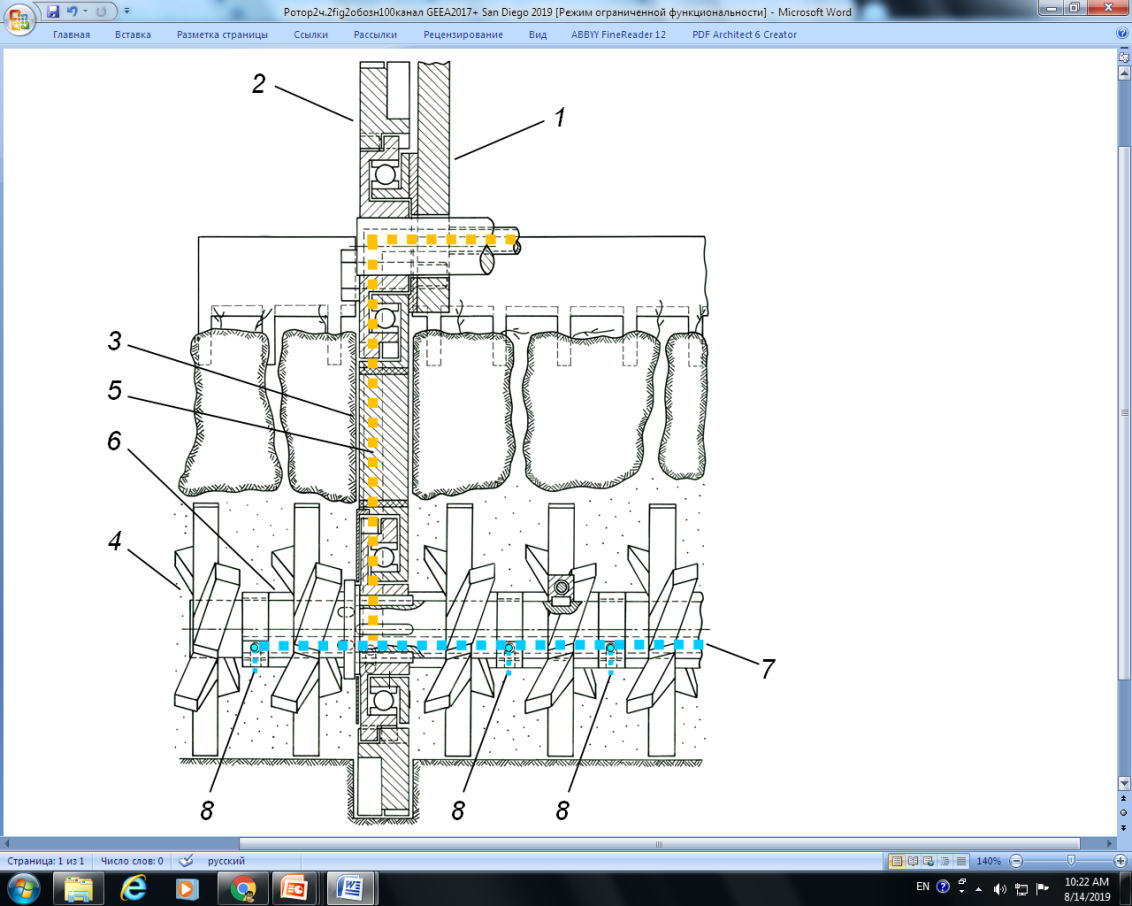 Ротор2ч.2fig2обозн100канал GEEA2017+ San Diego 2019 [Режим ограниченной функциональности] - Microsoft Word
Главная Вставка Разметка страницы Ссылки Рассылки Рецензирование Вид ABBYY FineReader 12 PDF Architect 6 Creator
2
1
3
5
6
4
7
8 8 8
Страница: 1 из 1 Число слов: 0 русский 140%
EN 10:22 AM
8/14/2019